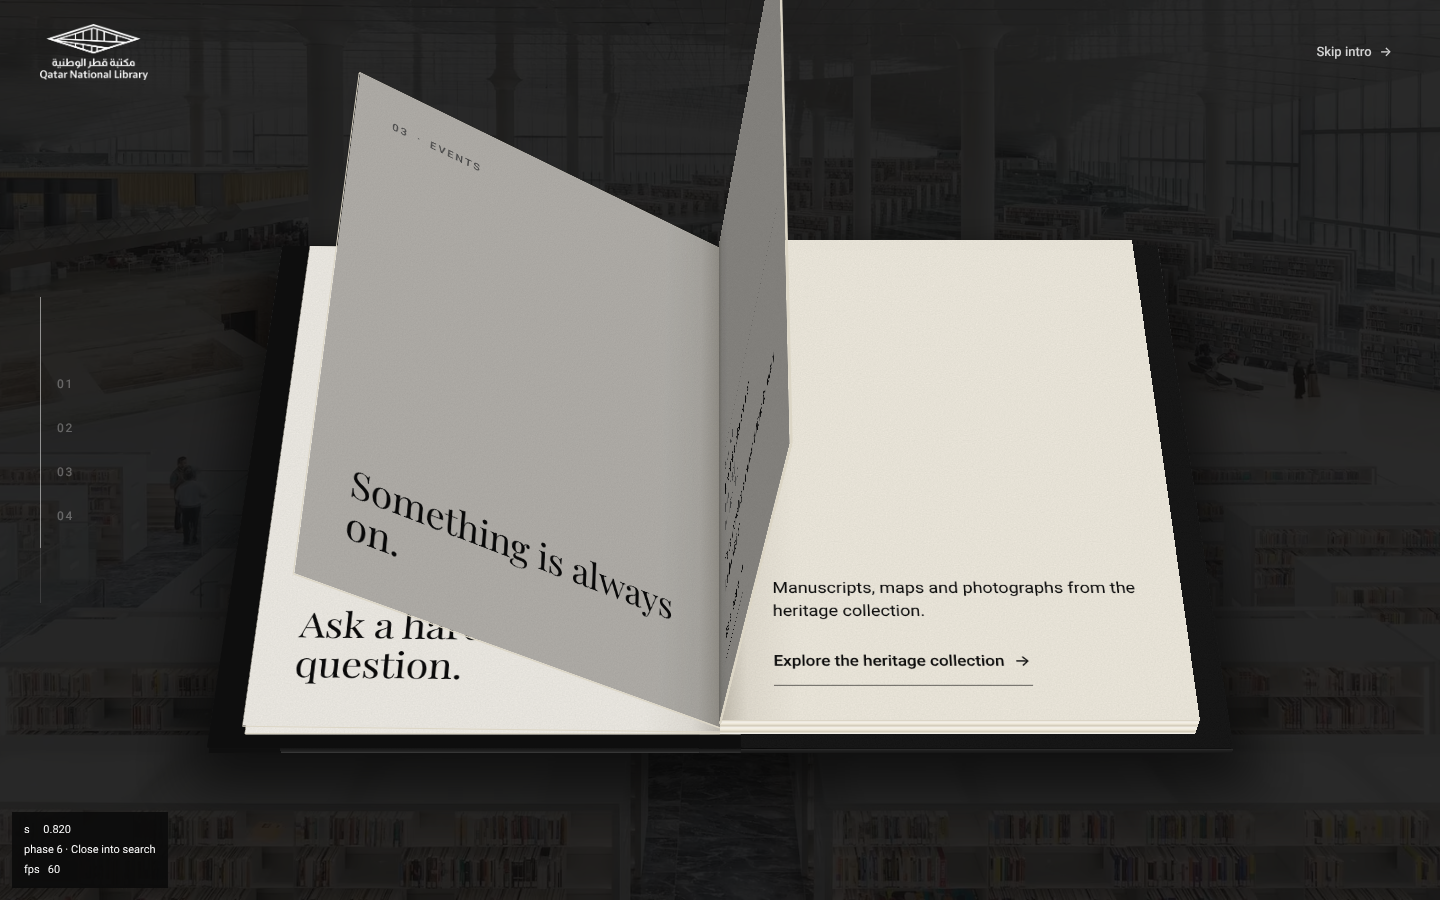 مكتبة قطر الوطنية
Qatar National Library
Skip intro →
03 · EVENTS
01
02
03
04
Something is always
on.
Ask a
question.
Manuscripts, maps and photographs from the
heritage collection.
Explore the heritage collection →
s 0.820
phase 6 · Close into search
fps 60